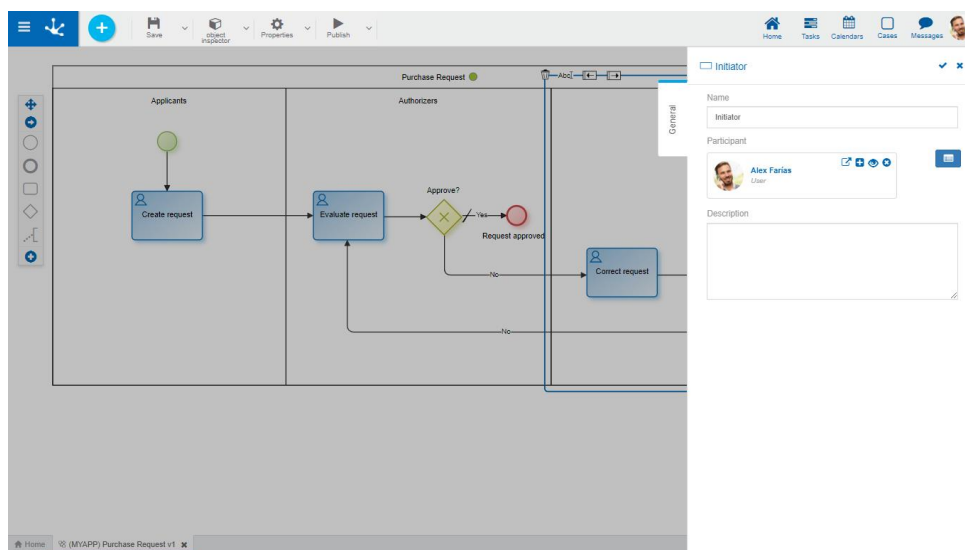 Save
object inspector
Properties
Publish
Home
Tasks
Calendars
Cases
Messages
Purchase Request
Abc
Applicants
Authorizers
Create request
Evaluate request
Approve?
Yes
Request approved
No
Correct request
No
General
Initiator
Name
Initiator
Participant
Alex Farías
User
Description
Home
(MYAPP) Purchase Request v1